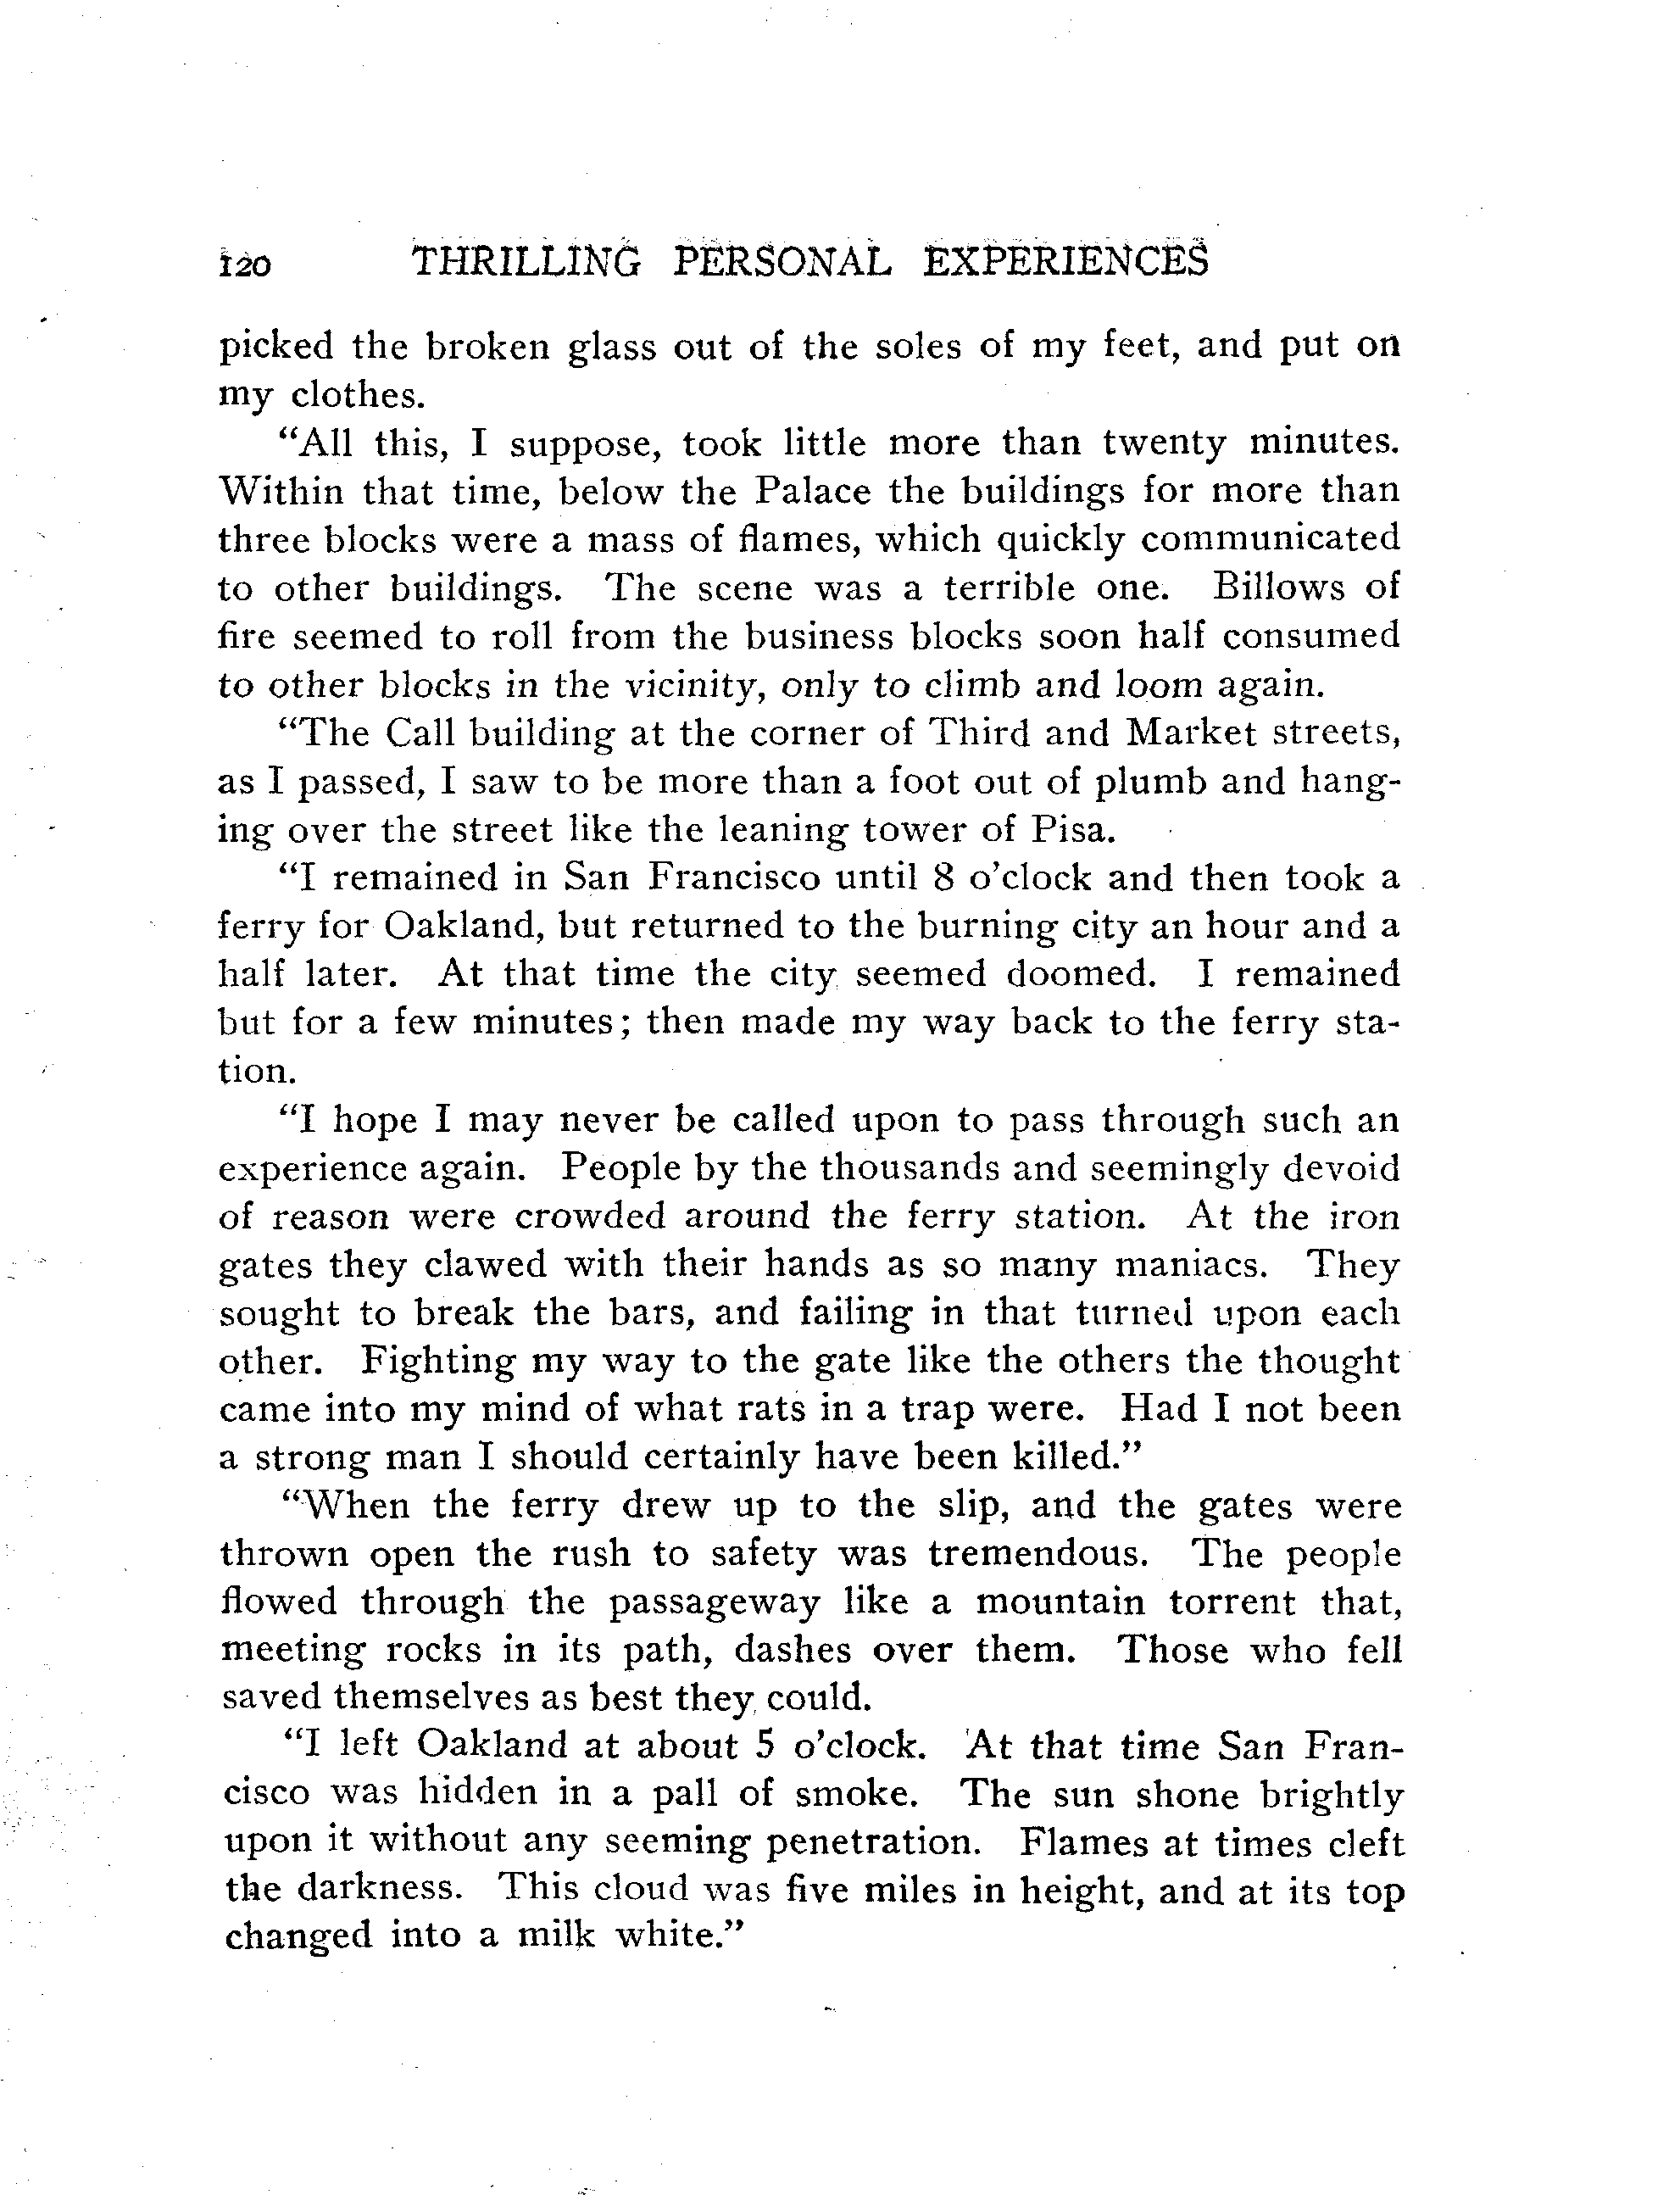 120 THRILLING PERSONAL EXPERIENCES
picked the broken glass out of the soles of my feet, and put on
my clothes.
"All this, I suppose, took little more than twenty minutes.
Within that time, below the Palace the buildings for more than
three blocks were a mass of flames, which quickly communicated
to other buildings. The scene was a terrible one. Billows of
fire seemed to roll from the business blocks soon half consumed
to other blocks in the vicinity, only to climb and loom again.
"The Call building at the corner of Third and Market streets,
as I passed, I saw to be more than a foot out of plumb and hang-
ing over the street like the leaning tower of Pisa.
"I remained in San Francisco until 8 o'clock and then took a
ferry for Oakland, but returned to the burning city an hour and a
half later. At that time the city seemed doomed. I remained
but for a few minutes; then made my way back to the ferry sta-
tion.
"I hope I may never be called upon to pass through such an
experience again. People by the thousands and seemingly devoid
of reason were crowded around the ferry station. At the iron
gates they clawed with their hands as so many maniacs. They
sought to break the bars, and failing in that turned upon each
other. Fighting my way to the gate like the others the thought
came into my mind of what rats in a trap were. Had I not been
a strong man I should certainly have been killed."
"When the ferry drew up to the slip, and the gates were
thrown open the rush to safety was tremendous. The people
flowed through the passageway like a mountain torrent that,
meeting rocks in its path, dashes over them. Those who fell
saved themselves as best they could.
"I left Oakland at about 5 o'clock. At that time San Fran-
cisco was hidden in a pall of smoke. The sun shone brightly
upon it without any seeming penetration. Flames at times cleft
the darkness. This cloud was five miles in height, and at its top
changed into a milk white."